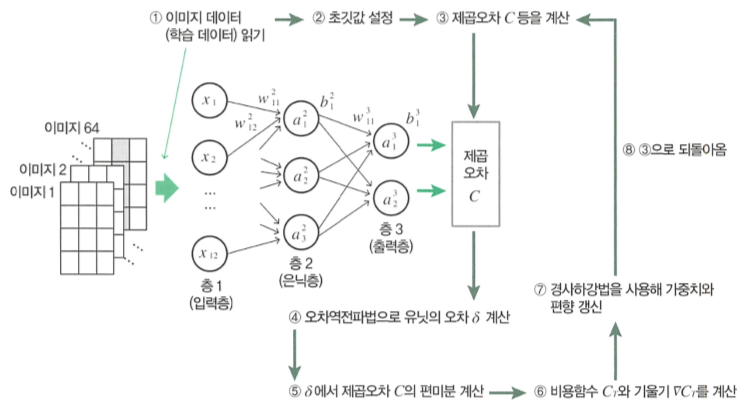 ① 이미지 데이터
(학습 데이터) 읽기
② 초깃값 설정
③ 제곱오차 C 등을 계산
이미지 64
이미지 2
이미지 1
x₁
x₂
...
...
x₁₂
w²₁₁
w²₁₂
b²₁
a²₁
a²₂
a²₃
w³₁₁
b³₁
a³₁
a³₂
제곱
오차
C
층 1
(입력층)
층 2
(은닉층)
층 3
(출력층)
⑧ ③으로 되돌아옴
⑦ 경사하강법을 사용해 가중치와
편향 갱신
④ 오차역전파법으로 유닛의 오차 δ 계산
⑤ δ에서 제곱오차 C의 편미분 계산
⑥ 비용함수 C_T와 기울기 ∇C_T를 계산